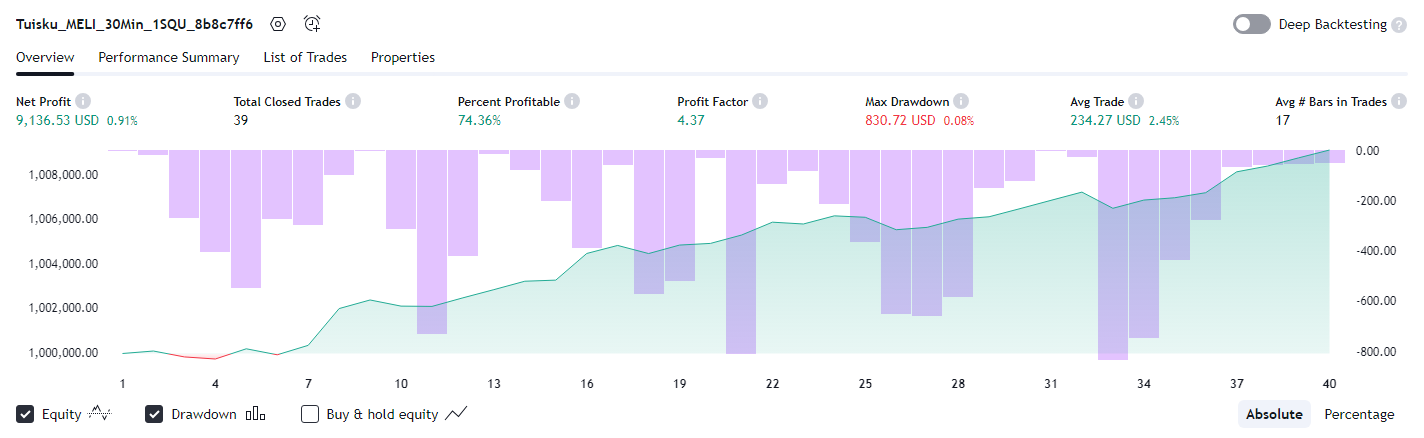 Tuisku_MELI_30Min_1SQU_8b8c7ff6 Deep Backtesting ?
Overview Performance Summary List of Trades Properties
Net Profit Total Closed Trades Percent Profitable Profit Factor Max Drawdown Avg Trade Avg # Bars in Trades
9,136.53 USD 0.91% 39 74.36% 4.37 830.72 USD 0.08% 234.27 USD 2.45% 17
0.00
1,008,000.00
-200.00
1,006,000.00
-400.00
1,004,000.00
-600.00
1,002,000.00
1,000,000.00 -800.00
1 4 7 10 13 16 19 22 25 28 31 34 37 40
Equity Drawdown Buy & hold equity Absolute Percentage